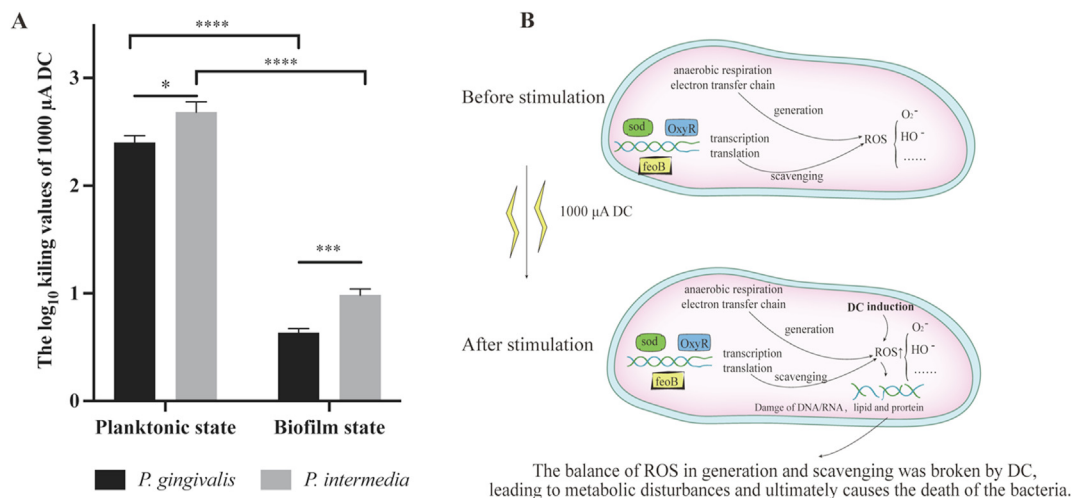 A
The log10 kiling values of 1000 μA DC
3
2
1
0
****
****
*
***
Planktonic state
Biofilm state
P. gingivalis
P. intermedia
B
Before stimulation
anaerobic respiration
electron transfer chain
generation
sod
OxyR
feoB
transcription
translation
scavenging
ROS
O2-
HO-
......
1000 μA DC
After stimulation
anaerobic respiration
electron transfer chain
generation
DC induction
sod
OxyR
feoB
transcription
translation
scavenging
ROS↑
O2-
HO-
......
Damge of DNA/RNA, lipid and prortein
The balance of ROS in generation and scavenging was broken by DC,
leading to metabolic disturbances and ultimately causes the death of the bacteria.